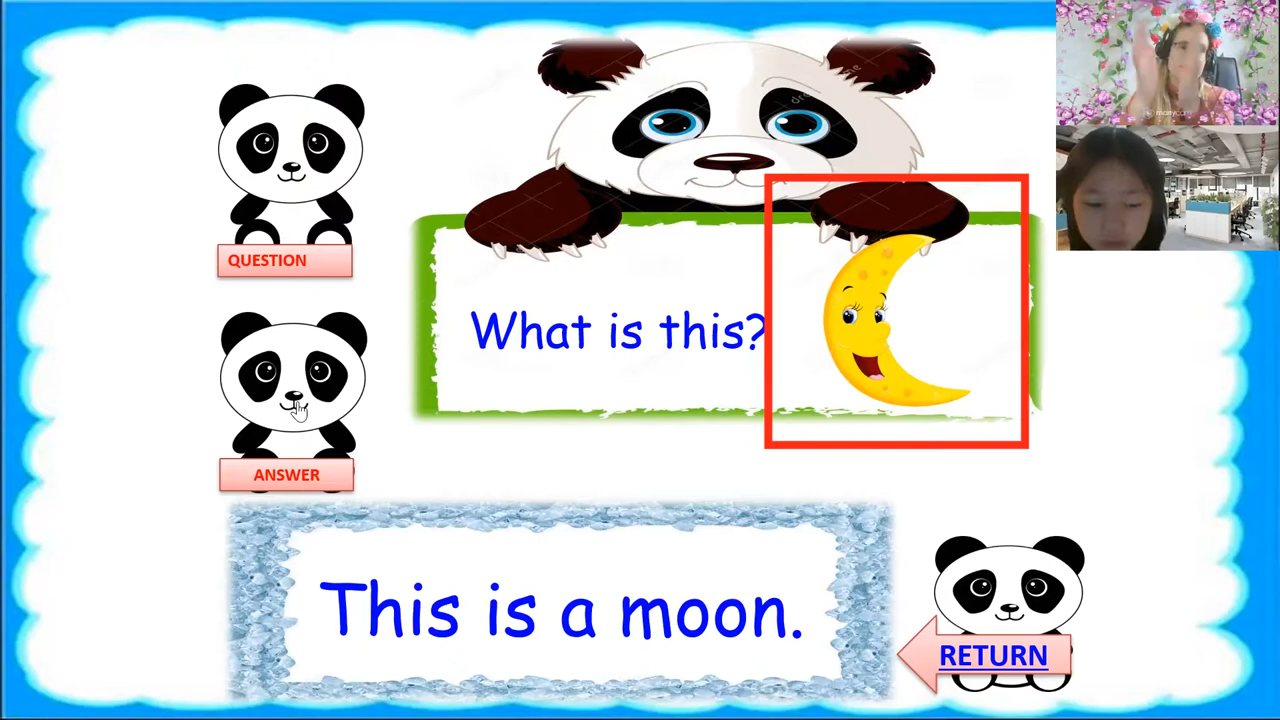 QUESTION
What is this?
ANSWER
This is a moon.
RETURN